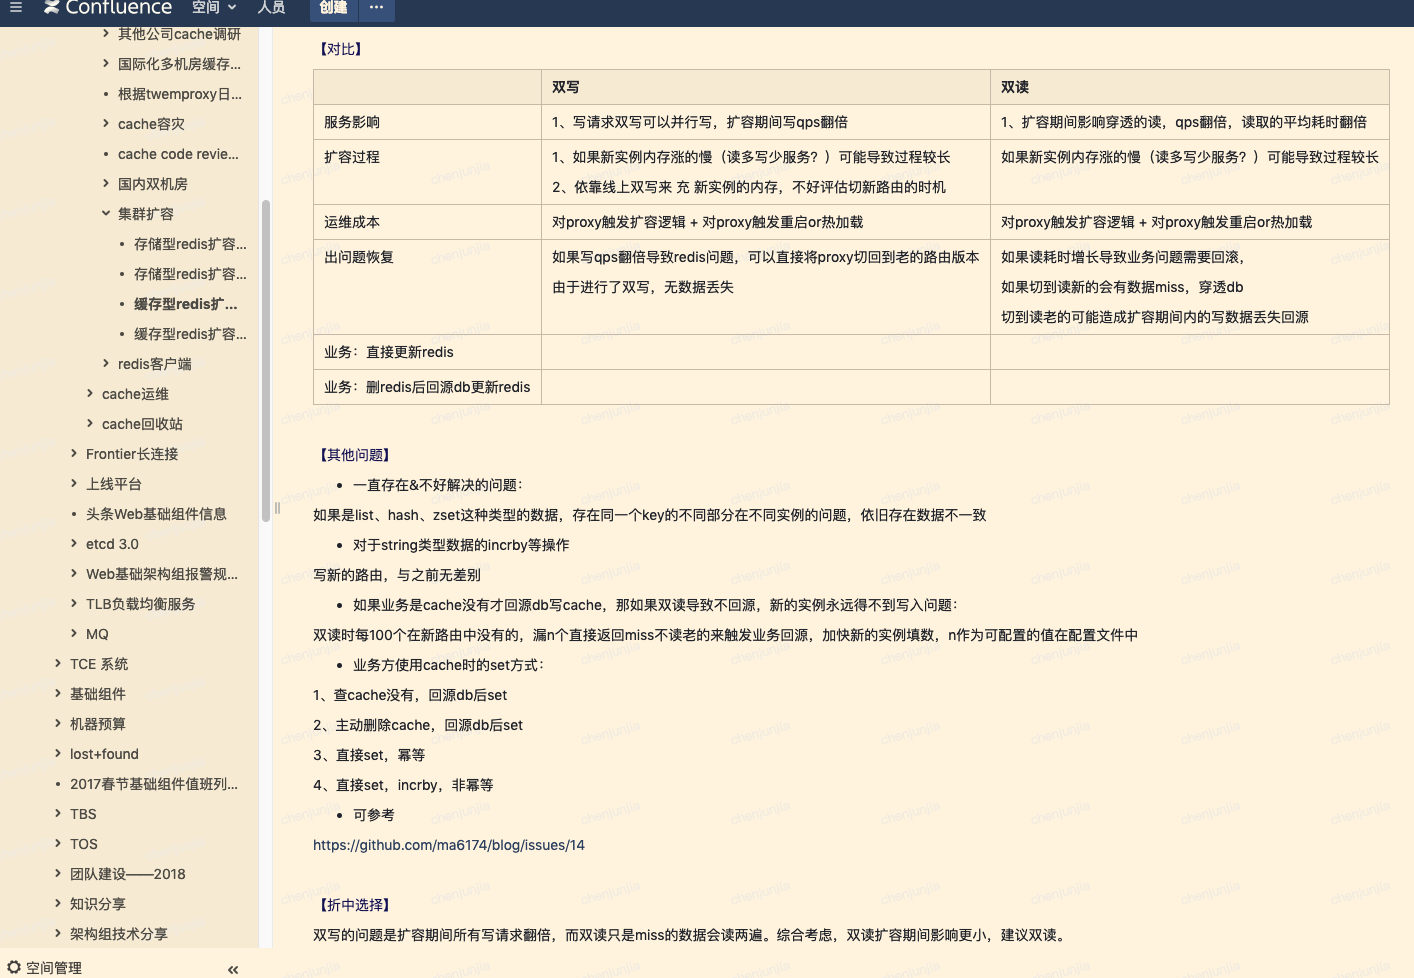 Confluence 空间 人员 创建 ···
其他公司cache调研
国际化多机房缓存...
根据twemproxy日...
cache容灾
cache code revie...
国内双机房
集群扩容
存储型redis扩容...
存储型redis扩容...
缓存型redis扩...
缓存型redis扩容...
redis客户端
cache运维
cache回收站
Frontier长连接
上线平台
头条Web基础组件信息
etcd 3.0
Web基础架构组报警规...
TLB负载均衡服务
MQ
TCE 系统
基础组件
机器预算
lost+found
2017春节基础组件值班列...
TBS
TOS
团队建设——2018
知识分享
架构组技术分享
空间管理
【对比】
双写 双读
服务影响 1、写请求双写可以并行写，扩容期间写qps翻倍 1、扩容期间影响穿透的读，qps翻倍，读取的平均耗时翻倍
扩容过程 1、如果新实例内存涨的慢（读多写少服务？）可能导致过程较长 如果新实例内存涨的慢（读多写少服务？）可能导致过程较长
2、依靠线上双写来 充 新实例的内存，不好评估切新路由的时机
运维成本 对proxy触发扩容逻辑 + 对proxy触发重启or热加载 对proxy触发扩容逻辑 + 对proxy触发重启or热加载
出问题恢复 如果写qps翻倍导致redis问题，可以直接将proxy切回到老的路由版本 如果读耗时增长导致业务问题需要回滚，
由于进行了双写，无数据丢失 如果切到读新的会有数据miss，穿透db
切到读老的可能造成扩容期间内的写数据丢失回源
业务：直接更新redis
业务：删redis后回源db更新redis
【其他问题】
• 一直存在&不好解决的问题：
如果是list、hash、zset这种类型的数据，存在同一个key的不同部分在不同实例的问题，依旧存在数据不一致
• 对于string类型数据的incrby等操作
写新的路由，与之前无差别
• 如果业务是cache没有才回源db写cache，那如果双读导致不回源，新的实例永远得不到写入问题：
双读时每100个在新路由中没有的，漏n个直接返回miss不读老的来触发业务回源，加快新的实例填数，n作为可配置的值在配置文件中
• 业务方使用cache时的set方式：
1、查cache没有，回源db后set
2、主动删除cache，回源db后set
3、直接set，幂等
4、直接set，incrby，非幂等
• 可参考
https://github.com/ma6174/blog/issues/14
【折中选择】
双写的问题是扩容期间所有写请求翻倍，而双读只是miss的数据会读两遍。综合考虑，双读扩容期间影响更小，建议双读。
chenjunjia